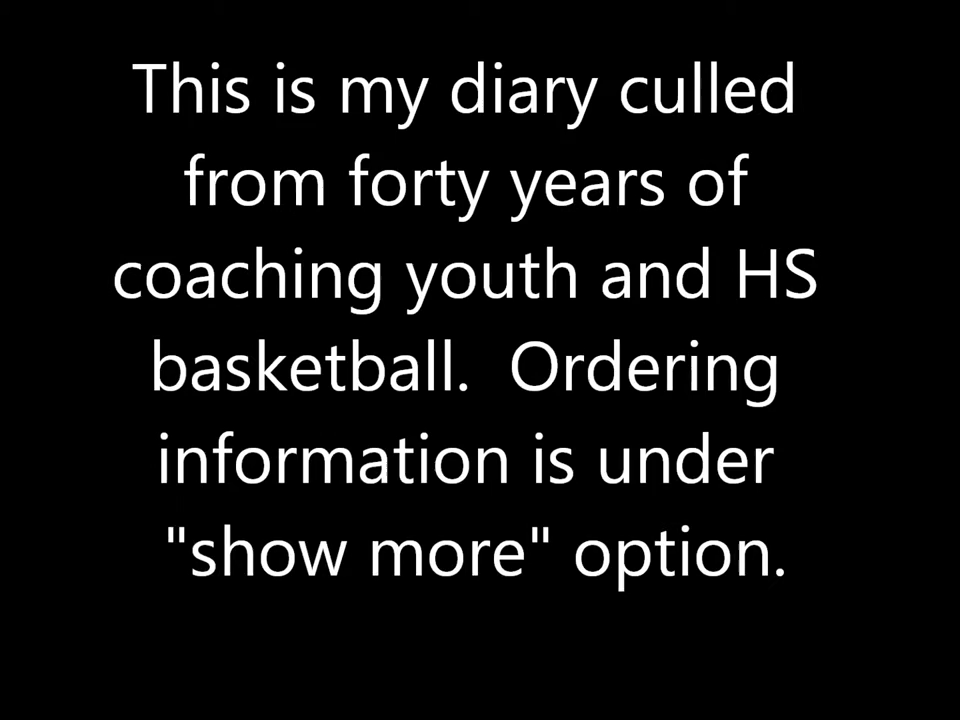 This is my diary culled
from forty years of
coaching youth and HS
basketball.  Ordering
information is under
"show more" option.